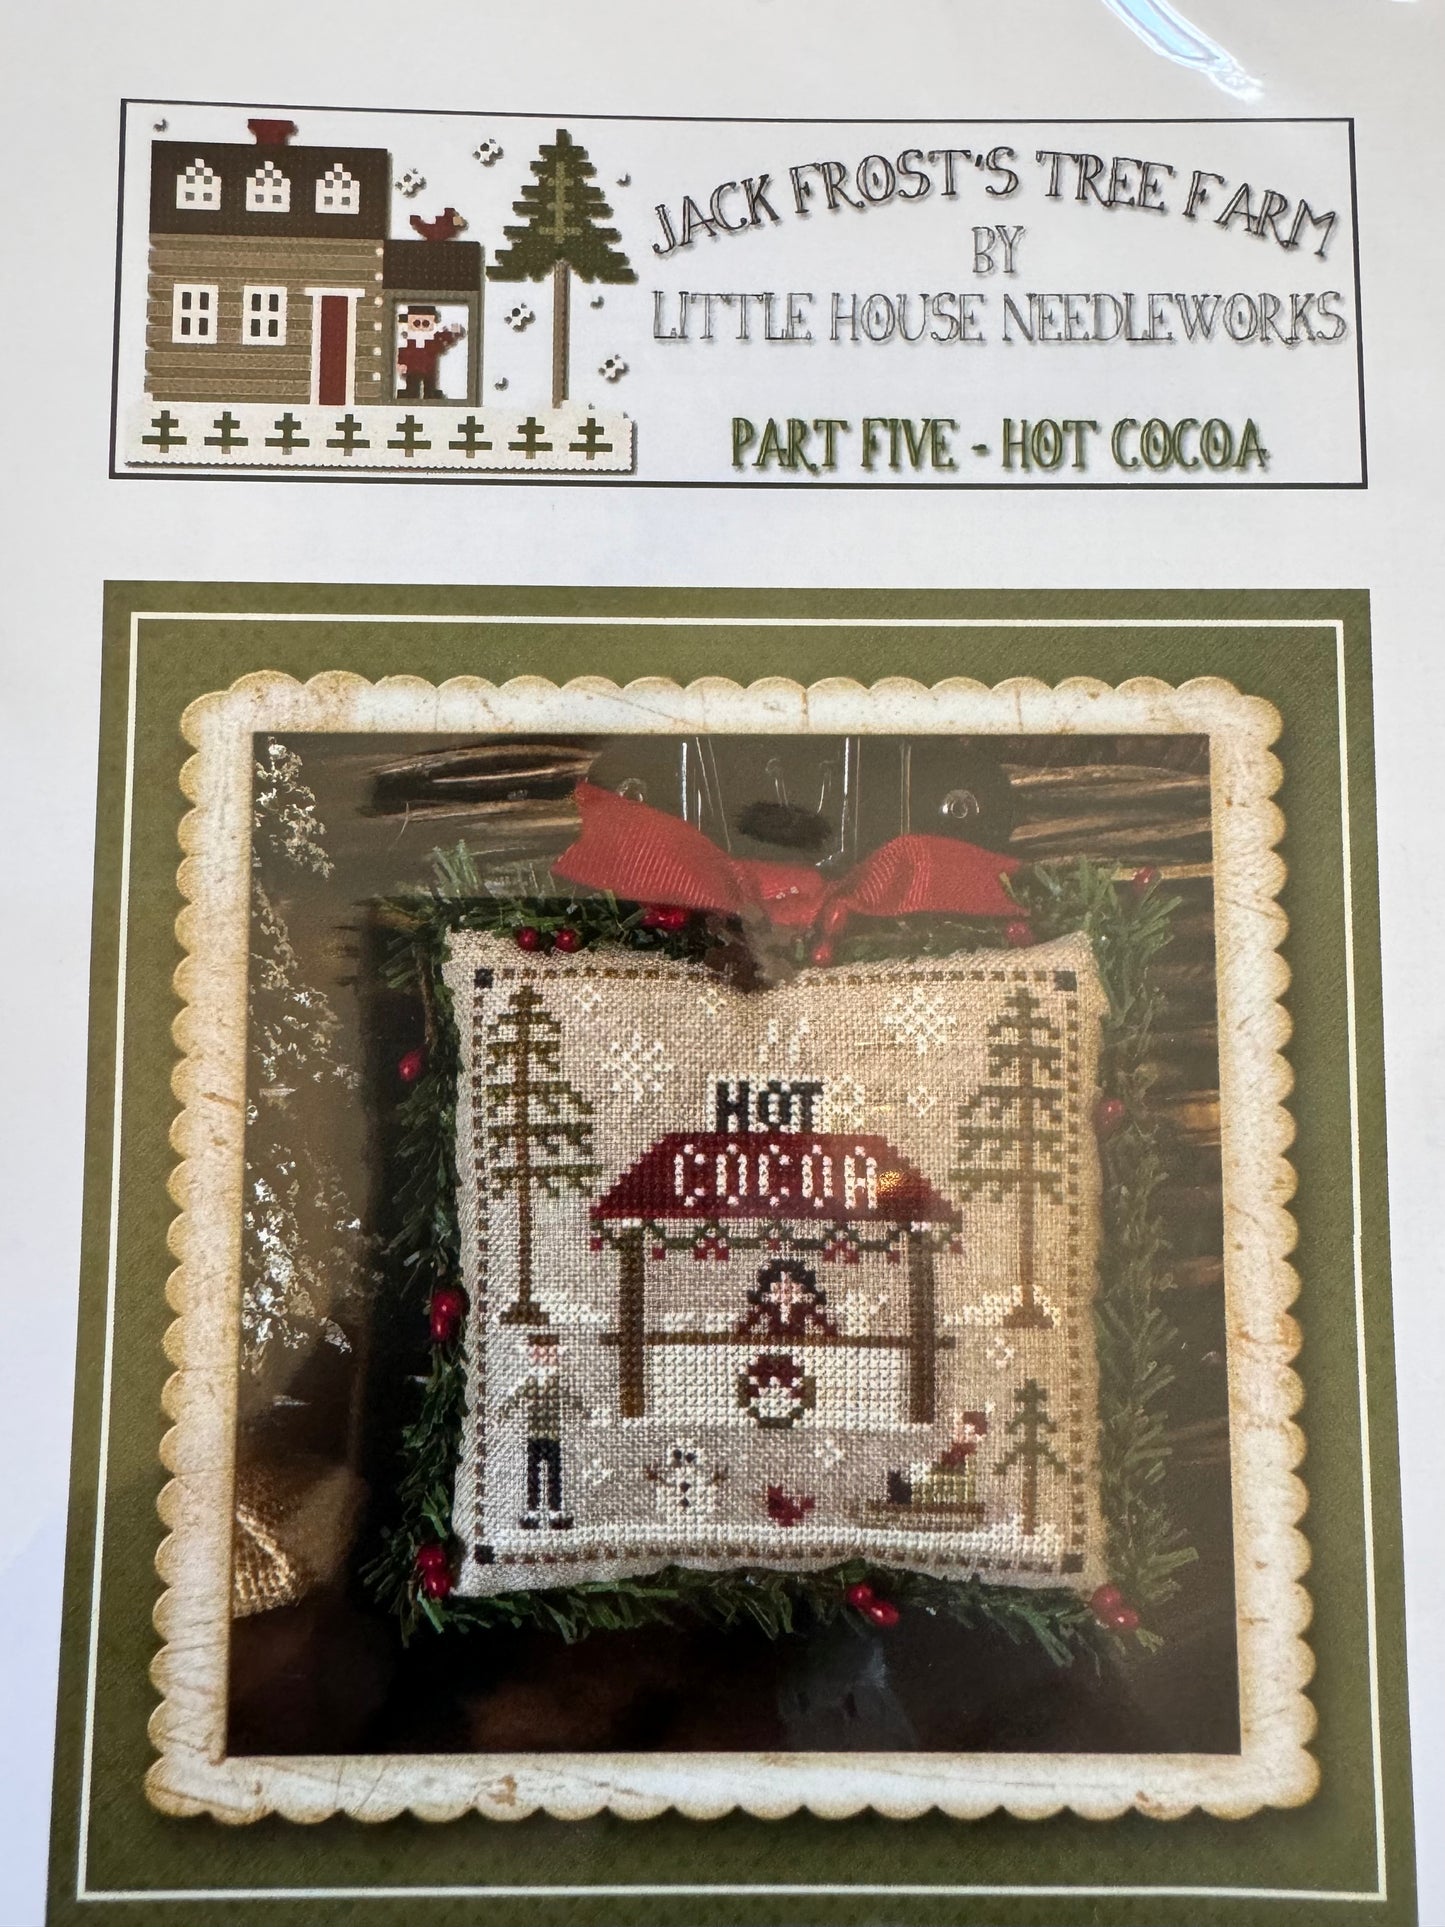 JACK FROST'S TREE FARM
BY
LITTLE HOUSE NEEDLEWORKS
PART FIVE - HOT COCOA
HOT
COCOA